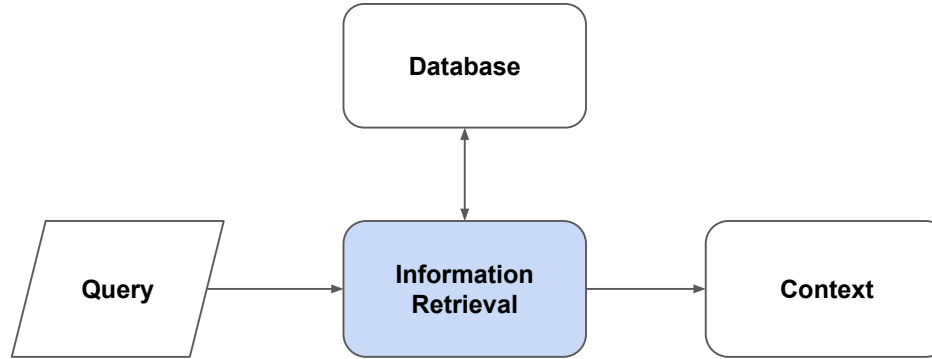 Database
Query
Information
Retrieval
Context